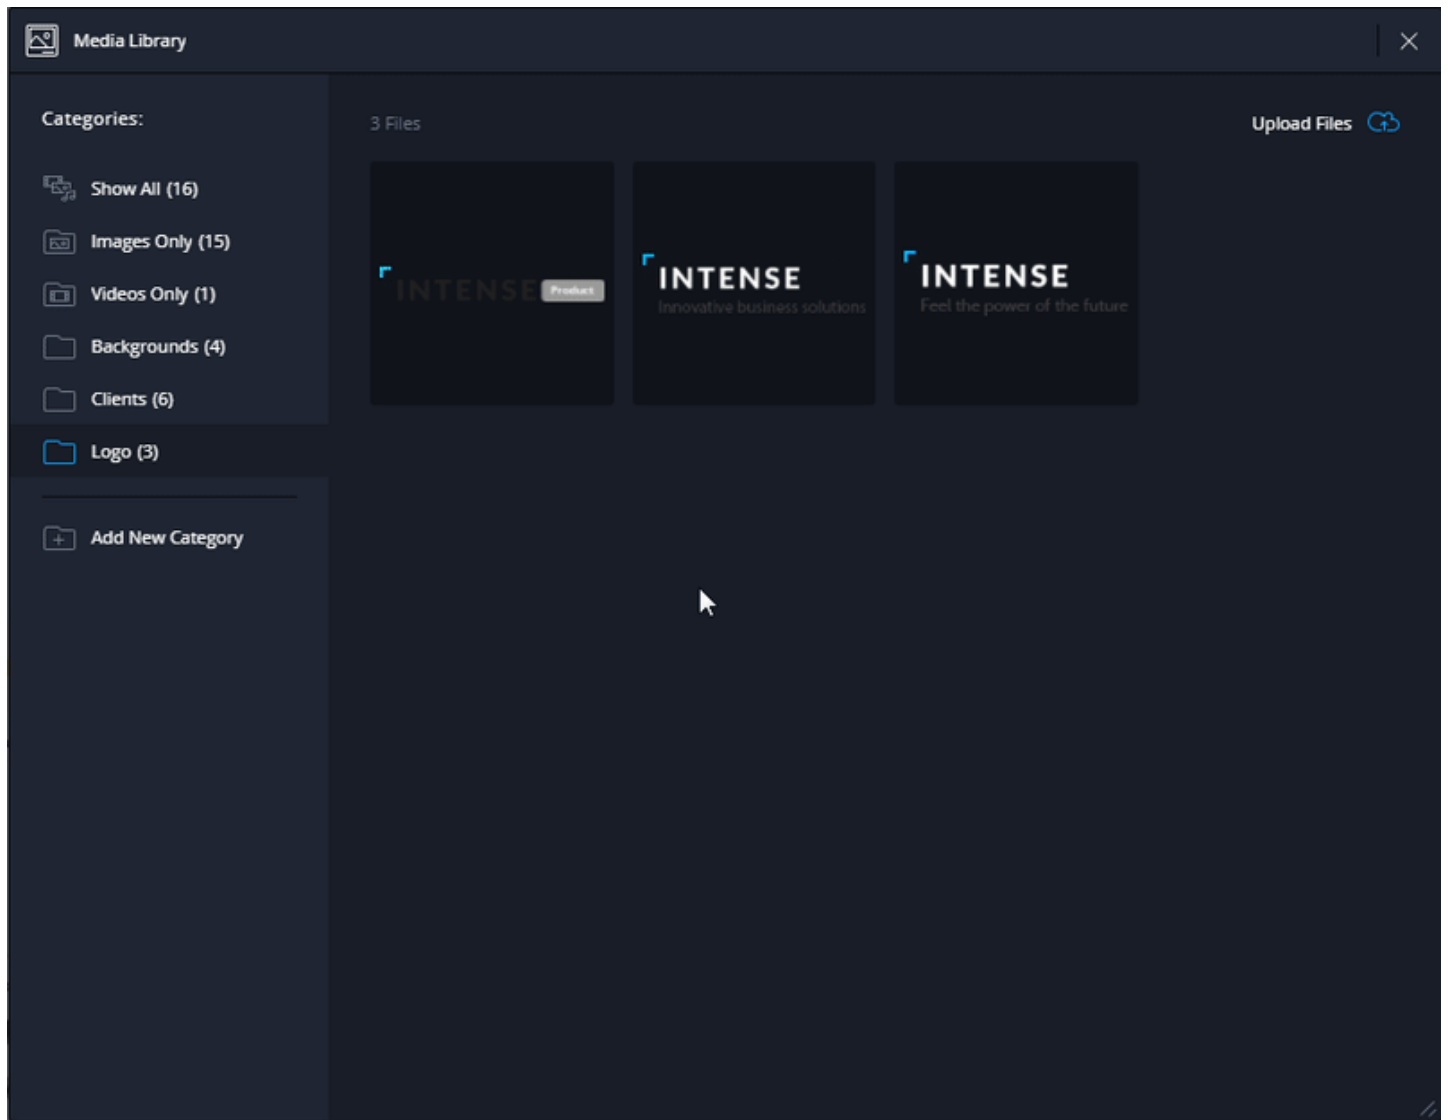 Media Library
Categories:
Show All (16)
Images Only (15)
Videos Only (1)
Backgrounds (4)
Clients (6)
Logo (3)
Add New Category
3 Files
Upload Files
INTENSE Product
INTENSE
Innovative business solutions
INTENSE
Feel the power of the future